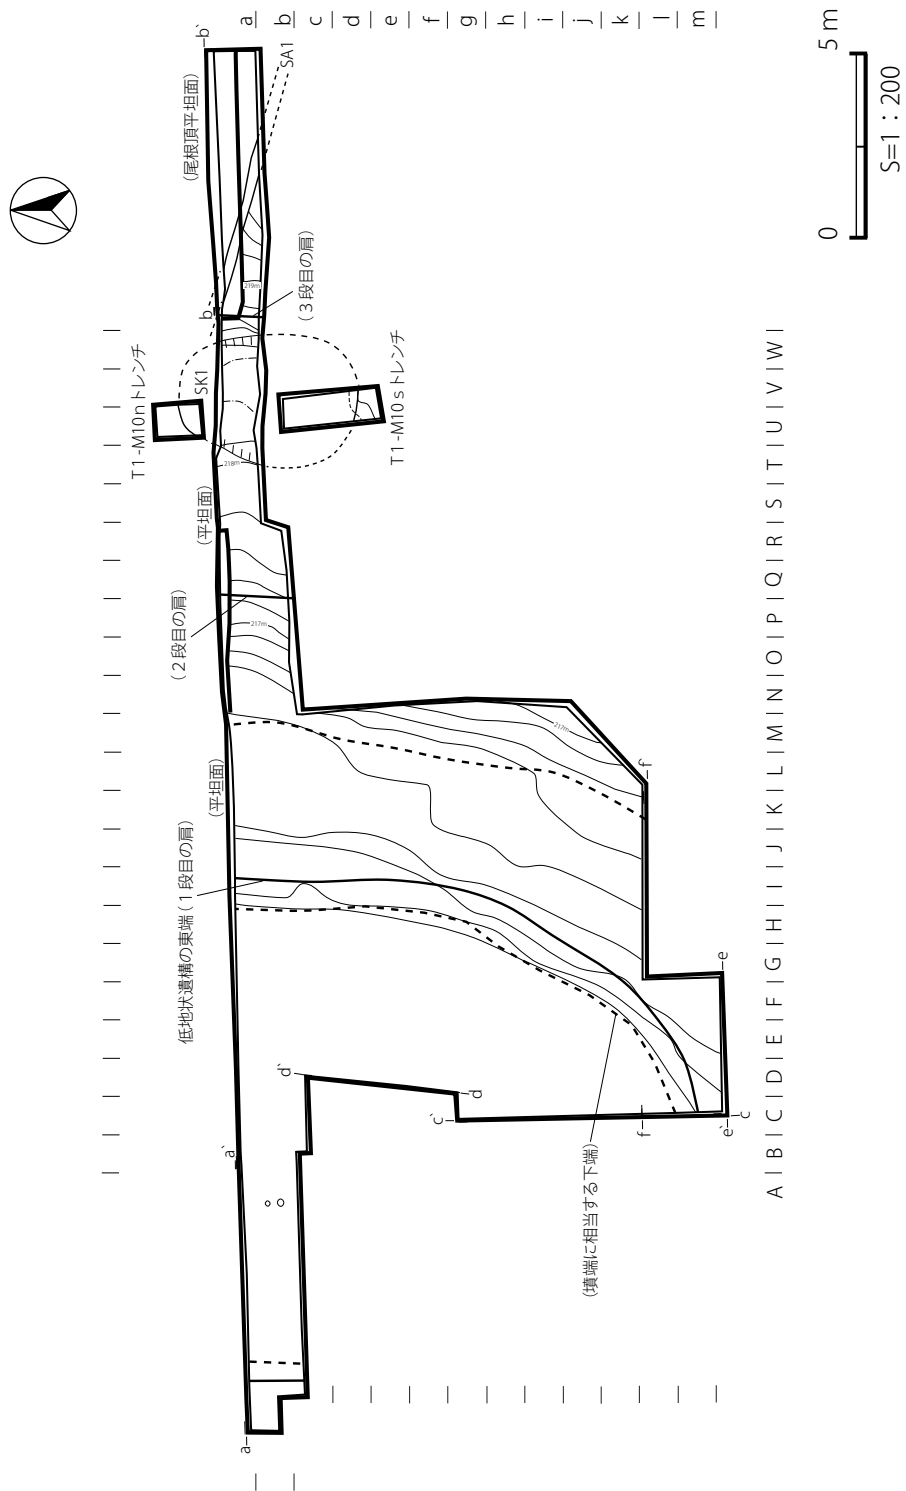 b`
(尾根頂平坦面)
SA1
219m
b
(3段目の肩)
T1-M10nトレンチ
SK1
T1-M10sトレンチ
218m
(平坦面)
(2段目の肩)
217m
217m
(平坦面)
f`
低地状遺構の東端(1段目の肩)
e
d`
d
c`
f
e`
c
a`
(墳端に相当する下端)
a
a
b
c
d
e
f
g
h
i
j
k
l
m
A|B|C|D|E|F|G|H|I|J|K|L|M|N|O|P|Q|R|S|T|U|V|W|
0 5 m
S=1：200